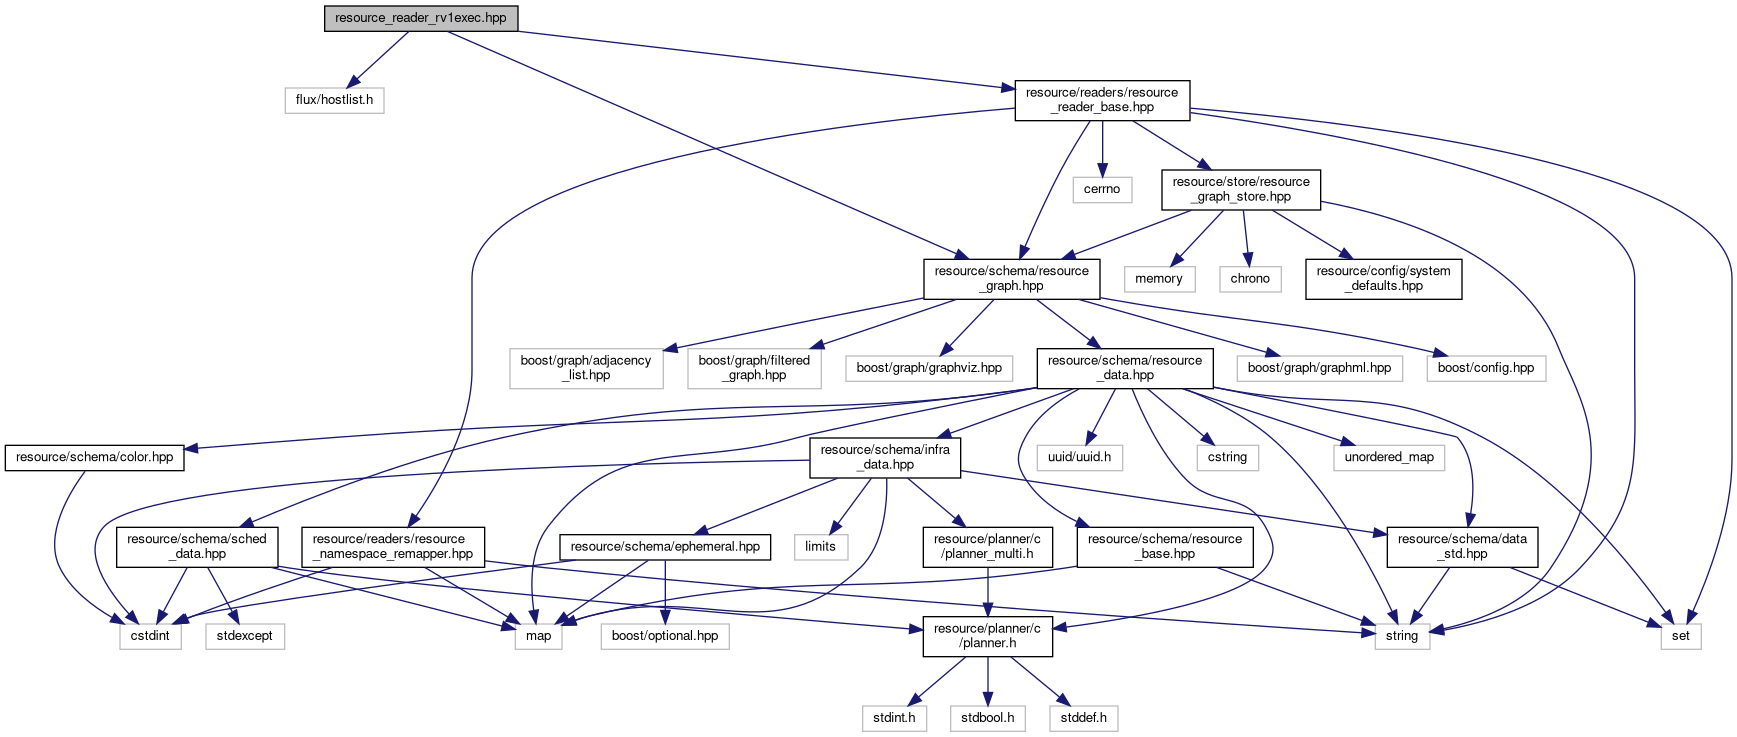 resource_reader_rv1exec.hpp
flux/hostlist.h
resource/readers/resource
_reader_base.hpp
cerrno
resource/store/resource
_graph_store.hpp
resource/schema/resource
_graph.hpp
memory
chrono
resource/config/system
_defaults.hpp
boost/graph/adjacency
_list.hpp
boost/graph/filtered
_graph.hpp
boost/graph/graphviz.hpp
resource/schema/resource
_data.hpp
boost/graph/graphml.hpp
boost/config.hpp
resource/schema/color.hpp
resource/schema/infra
_data.hpp
uuid/uuid.h
cstring
unordered_map
resource/schema/sched
_data.hpp
resource/readers/resource
_namespace_remapper.hpp
resource/schema/ephemeral.hpp
limits
resource/planner/c
/planner_multi.h
resource/schema/resource
_base.hpp
resource/schema/data
_std.hpp
cstdint
stdexcept
map
boost/optional.hpp
resource/planner/c
/planner.h
string
set
stdint.h
stdbool.h
stddef.h